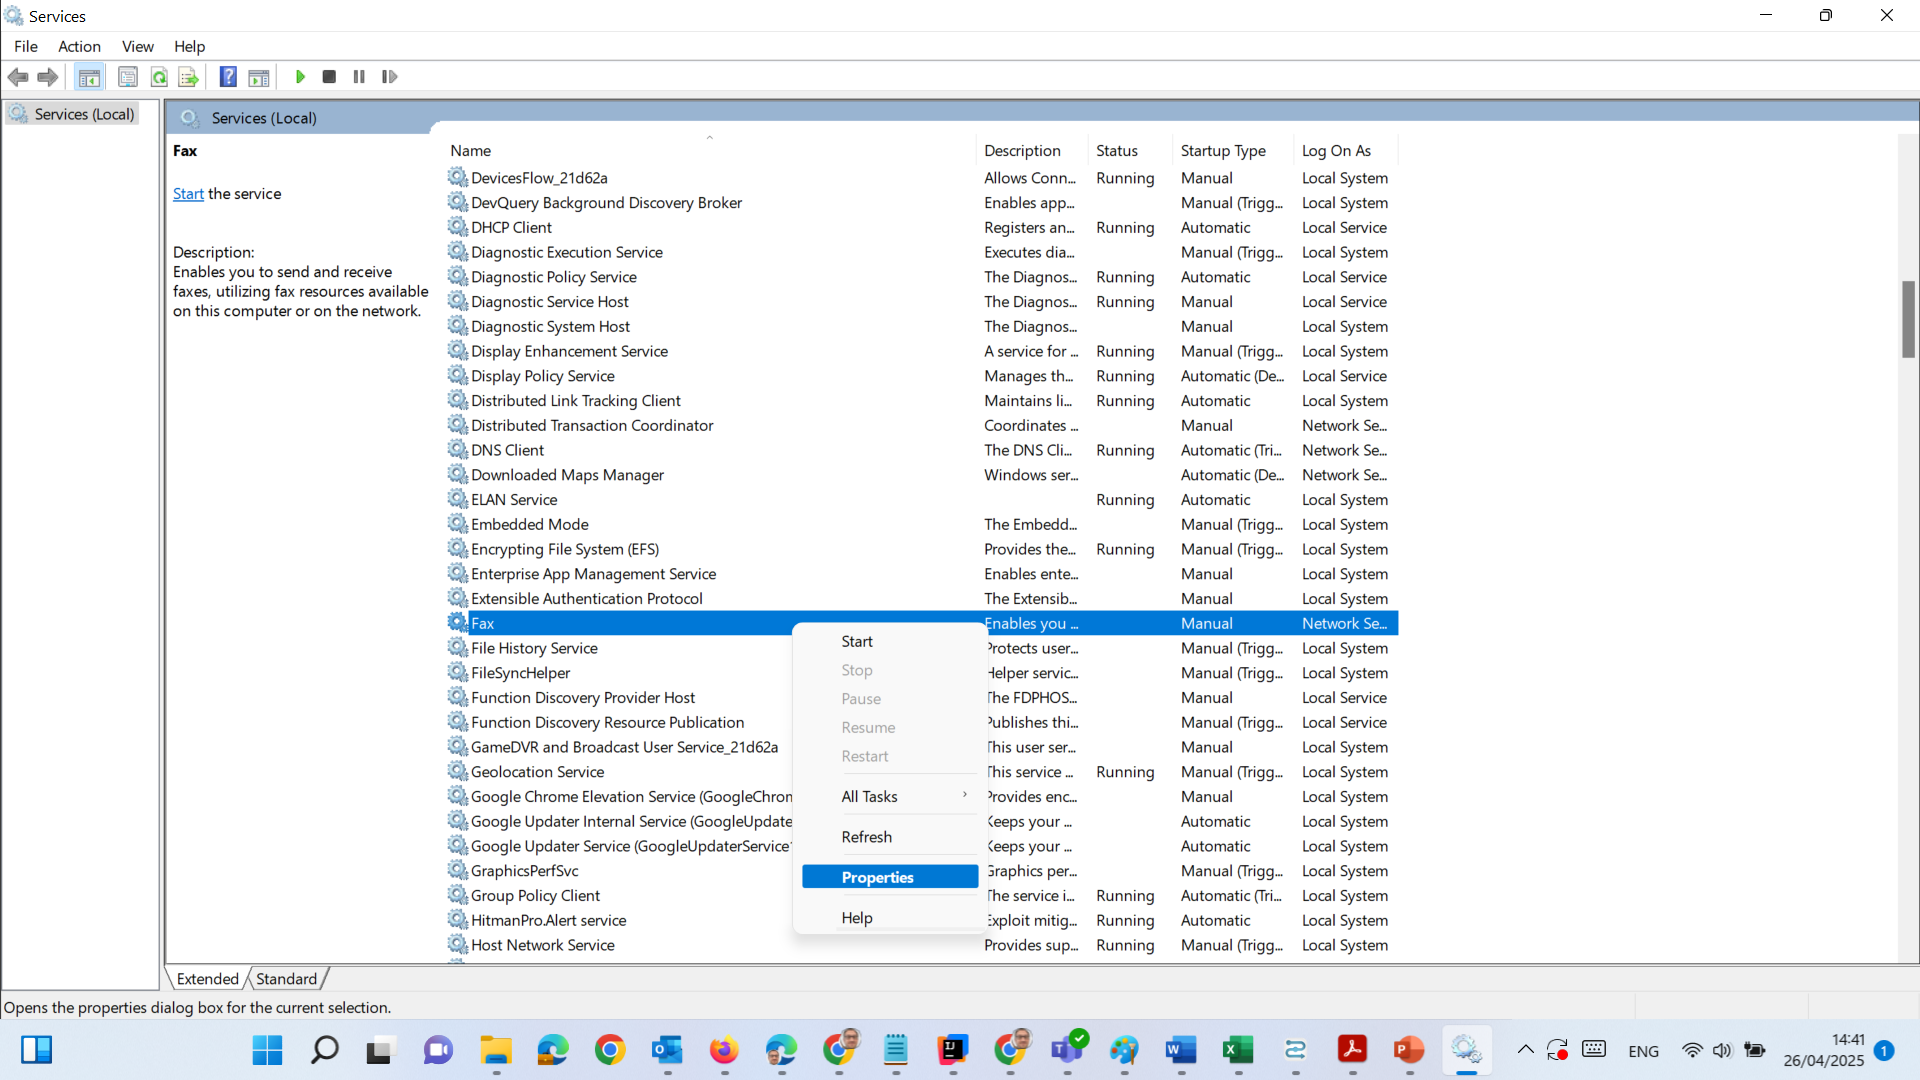 Services
File Action View Help
Services (Local)
Services (Local)
Fax
Start the service
Description:
Enables you to send and receive
faxes, utilizing fax resources available
on this computer or on the network.
Name Description Status Startup Type Log On As
DevicesFlow_21d62a Allows Conn... Running Manual Local System
DevQuery Background Discovery Broker Enables app... Manual (Trigg... Local System
DHCP Client Registers an... Running Automatic Local Service
Diagnostic Execution Service Executes dia... Manual (Trigg... Local System
Diagnostic Policy Service The Diagnos... Running Automatic Local Service
Diagnostic Service Host The Diagnos... Running Manual Local Service
Diagnostic System Host The Diagnos... Manual Local System
Display Enhancement Service A service for ... Running Manual (Trigg... Local System
Display Policy Service Manages th... Running Automatic (De... Local Service
Distributed Link Tracking Client Maintains li... Running Automatic Local System
Distributed Transaction Coordinator Coordinates ... Manual Network Se...
DNS Client The DNS Cli... Running Automatic (Tri... Network Se...
Downloaded Maps Manager Windows ser... Automatic (De... Network Se...
ELAN Service Running Automatic Local System
Embedded Mode The Embedd... Manual (Trigg... Local System
Encrypting File System (EFS) Provides the... Running Manual (Trigg... Local System
Enterprise App Management Service Enables ente... Manual Local System
Extensible Authentication Protocol The Extensib... Manual Local System
Fax Enables you ... Manual Network Se...
File History Service Protects user... Manual (Trigg... Local System
FileSyncHelper Helper servic... Manual (Trigg... Local System
Function Discovery Provider Host The FDPHOS... Manual Local Service
Function Discovery Resource Publication Publishes thi... Manual (Trigg... Local Service
GameDVR and Broadcast User Service_21d62a This user ser... Manual Local System
Geolocation Service This service ... Running Manual (Trigg... Local System
Google Chrome Elevation Service (GoogleChrom Provides enc... Manual Local System
Google Updater Internal Service (GoogleUpdate Keeps your ... Automatic Local System
Google Updater Service (GoogleUpdaterService Keeps your ... Automatic Local System
GraphicsPerfSvc Graphics per... Manual (Trigg... Local System
Group Policy Client The service i... Running Automatic (Tri... Local System
HitmanPro.Alert service Exploit mitig... Running Automatic Local System
Host Network Service Provides sup... Running Manual (Trigg... Local System
Start
Stop
Pause
Resume
Restart
All Tasks
Refresh
Properties
Help
Extended Standard
Opens the properties dialog box for the current selection.
ENG
14:41
26/04/2025
1